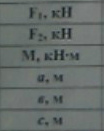 F₁, кН
F₂, кН
М, кН·м
а, м
в, м
с, м